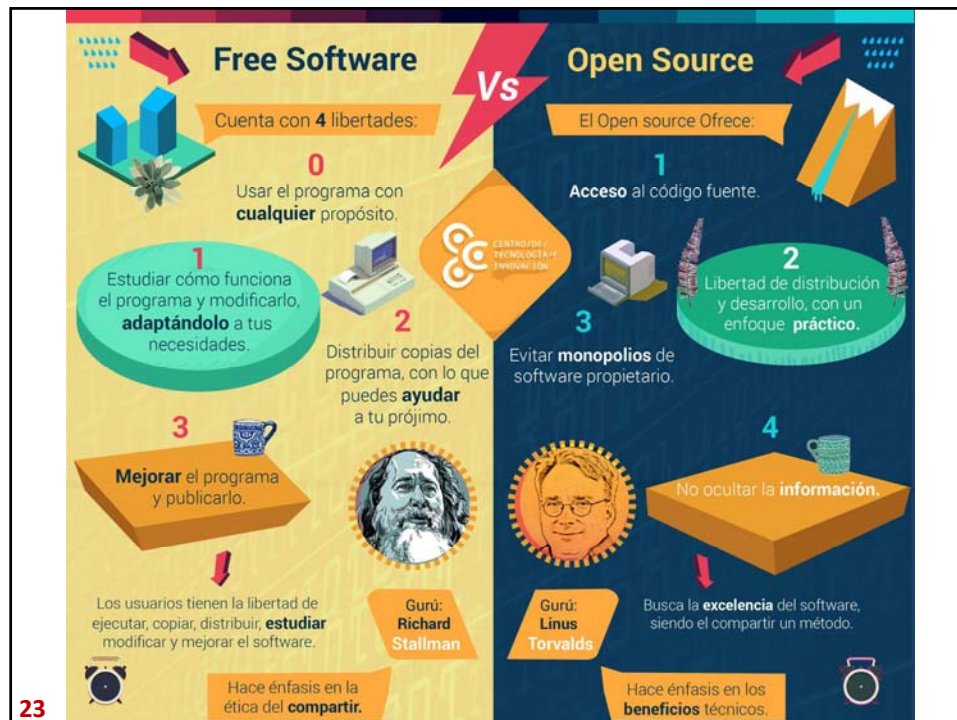 Free Software
Vs
Open Source
Cuenta con 4 libertades:
0
Usar el programa con
cualquier propósito.
1
Estudiar cómo funciona
el programa y modificarlo,
adaptándolo a tus
necesidades.
2
Distribuir copias del
programa, con lo que
puedes ayudar
a tu prójimo.
3
Mejorar el programa
y publicarlo.
Los usuarios tienen la libertad de
ejecutar, copiar, distribuir, estudiar
modificar y mejorar el software.
Gurú:
Richard
Stallman
Hace énfasis en la
ética del compartir.
CENTRO/DE/
TECNOLOGÍA/E
INNOVACIÓN
El Open source Ofrece:
1
Acceso al código fuente.
2
Libertad de distribución
y desarrollo, con un
enfoque práctico.
3
Evitar monopolios de
software propietario.
4
No ocultar la información.
Gurú:
Linus
Torvalds
Busca la excelencia del software,
siendo el compartir un método.
Hace énfasis en los
beneficios técnicos.
23